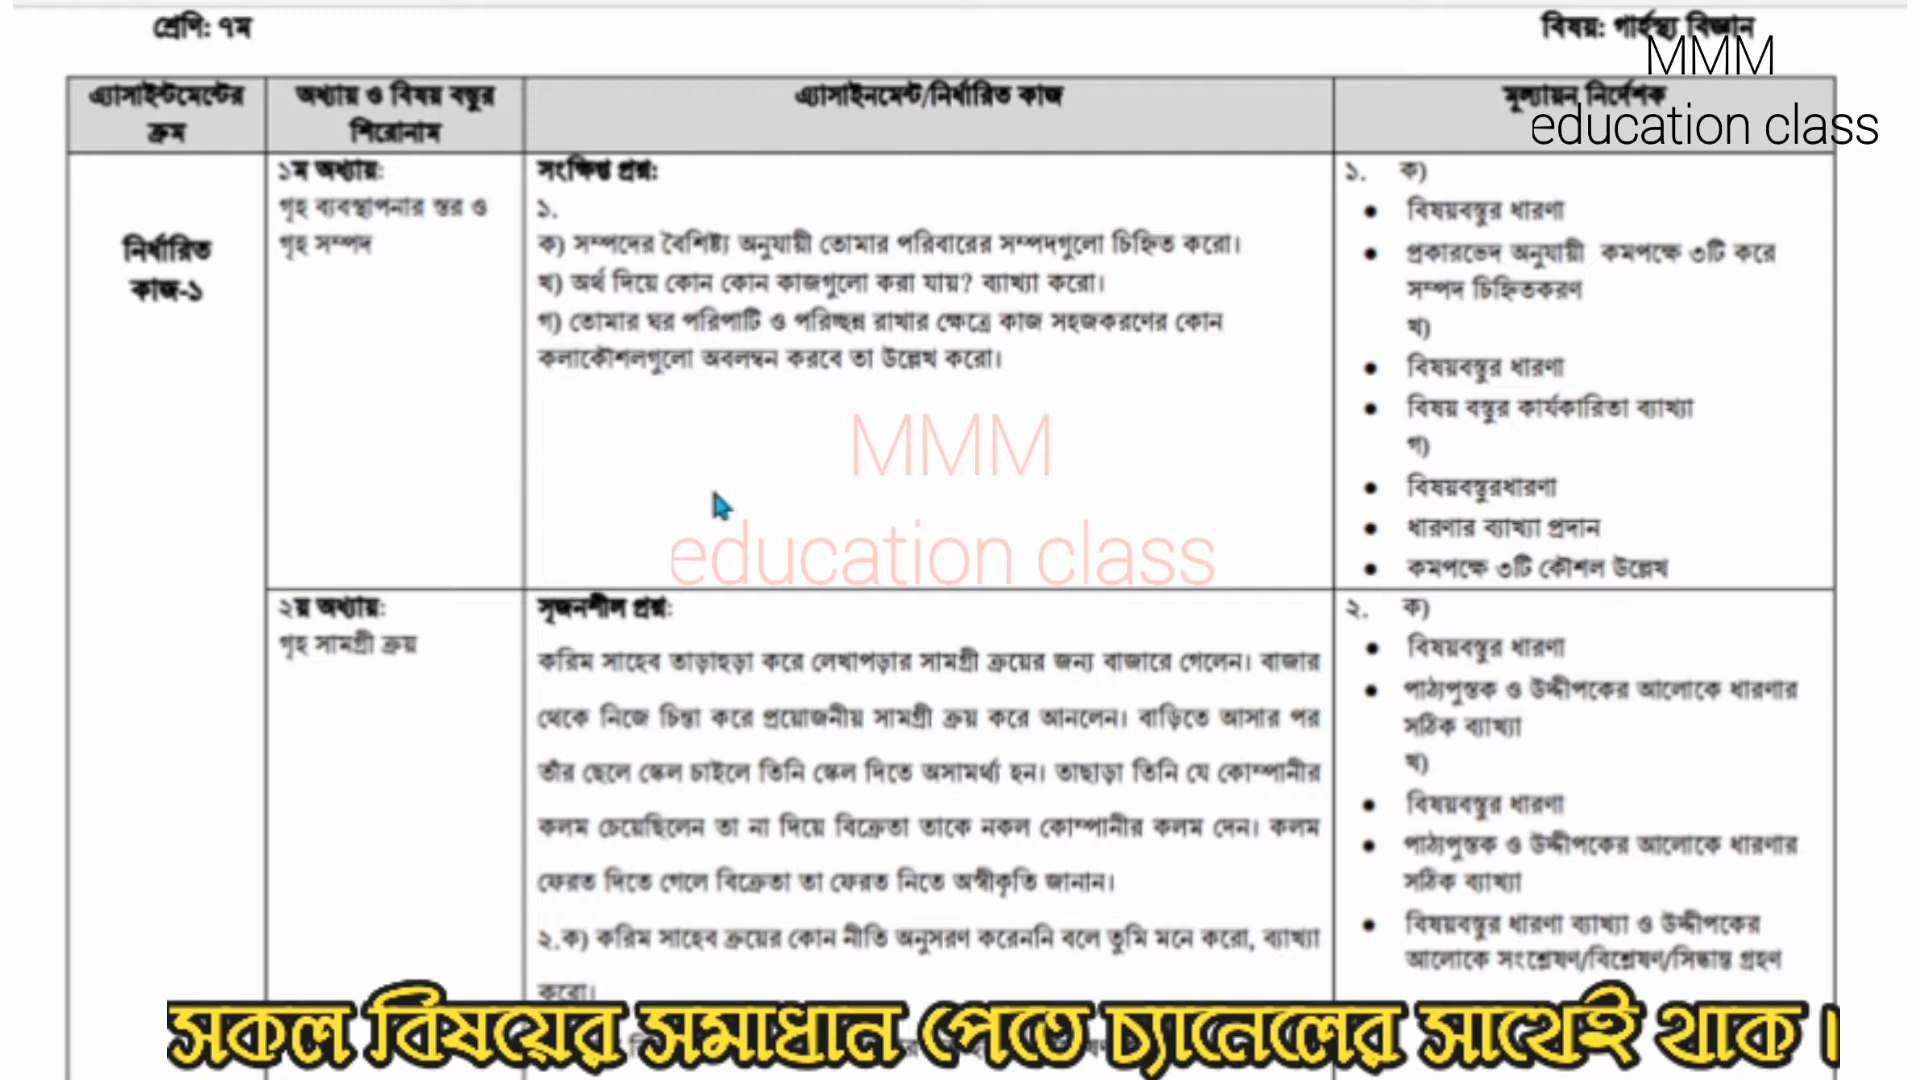 শ্রেণি: ৭ম
বিষয়: গার্হস্থ্য বিজ্ঞান
MMM
education class
এ্যাসাইন্টমেন্টের
ক্রম
অধ্যায় ও বিষয় বস্তুর
শিরোনাম
এ্যাসাইনমেন্ট/নির্ধারিত কাজ
মূল্যায়ন নির্দেশক
নির্ধারিত
কাজ-১
১ম অধ্যায়:
গৃহ ব্যবস্থাপনার স্তর ও
গৃহ সম্পদ
সংক্ষিপ্ত প্রশ্ন:
১.
ক) সম্পদের বৈশিষ্ট্য অনুযায়ী তোমার পরিবারের সম্পদগুলো চিহ্নিত করো।
খ) অর্থ দিয়ে কোন কোন কাজগুলো করা যায়? ব্যাখ্যা করো।
গ) তোমার ঘর পরিপাটি ও পরিচ্ছন্ন রাখার ক্ষেত্রে কাজ সহজকরণের কোন
কলাকৌশলগুলো অবলম্বন করবে তা উল্লেখ করো।
MMM
education class
১. ক)
● বিষয়বস্তুর ধারণা
● প্রকারভেদ অনুযায়ী কমপক্ষে ৩টি করে
সম্পদ চিহ্নিতকরণ
খ)
● বিষয়বস্তুর ধারণা
● বিষয় বস্তুর কার্যকারিতা ব্যাখ্যা
গ)
● বিষয়বস্তুরধারণা
● ধারণার ব্যাখ্যা প্রদান
● কমপক্ষে ৩টি কৌশল উল্লেখ
২য় অধ্যায়:
গৃহ সামগ্রী ক্রয়
সৃজনশীল প্রশ্ন:
করিম সাহেব তাড়াহুড়া করে লেখাপড়ার সামগ্রী ক্রয়ের জন্য বাজারে গেলেন। বাজার
থেকে নিজে চিন্তা করে প্রয়োজনীয় সামগ্রী ক্রয় করে আনলেন। বাড়িতে আসার পর
তাঁর ছেলে স্কেল চাইলে তিনি স্কেল দিতে অসামর্থ্য হন। তাছাড়া তিনি যে কোম্পানীর
কলম চেয়েছিলেন তা না দিয়ে বিক্রেতা তাকে নকল কোম্পানীর কলম দেন। কলম
ফেরত দিতে গেলে বিক্রেতা তা ফেরত নিতে অস্বীকৃতি জানান।
২.ক) করিম সাহেব ক্রয়ের কোন নীতি অনুসরণ করেননি বলে তুমি মনে করো, ব্যাখ্যা
করো।
২. ক)
● বিষয়বস্তুর ধারণা
● পাঠ্যপুস্তক ও উদ্দীপকের আলোকে ধারণার
সঠিক ব্যাখ্যা
খ)
● বিষয়বস্তুর ধারণা
● পাঠ্যপুস্তক ও উদ্দীপকের আলোকে ধারণার
সঠিক ব্যাখ্যা
● বিষয়বস্তুর ধারণা ব্যাখ্যা ও উদ্দীপকের
আলোকে সংশ্লেষণ/বিশ্লেষণ/সিদ্ধান্ত গ্রহণ
সকল বিষয়ের সমাধান পেতে চ্যানেলের সাথেই থাক।